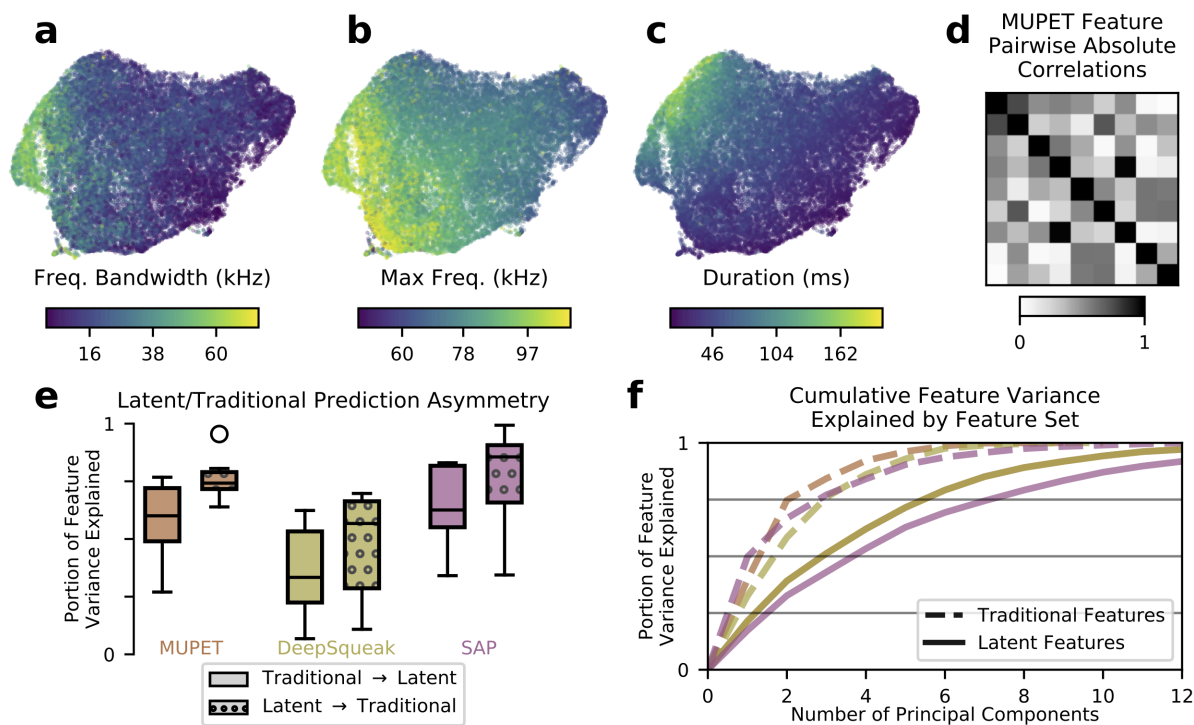 a
b
c
d
MUPET Feature
Pairwise Absolute
Correlations
Freq. Bandwidth (kHz)
16 38 60
Max Freq. (kHz)
60 78 97
Duration (ms)
46 104 162
0 1
e
Latent/Traditional Prediction Asymmetry
Portion of Feature
Variance Explained
1
0
MUPET
DeepSqueak
SAP
Traditional → Latent
Latent → Traditional
f
Cumulative Feature Variance
Explained by Feature Set
Portion of Feature
Variance Explained
1
0
Traditional Features
Latent Features
0 2 4 6 8 10 12
Number of Principal Components